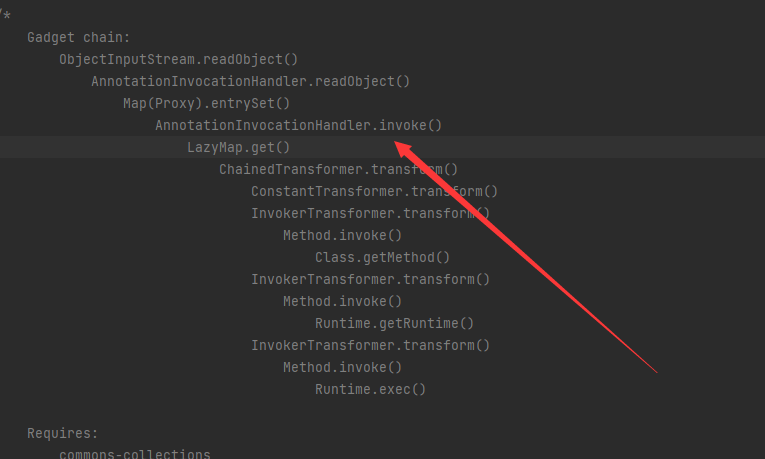 /*
Gadget chain:
ObjectInputStream.readObject()
AnnotationInvocationHandler.readObject()
Map(Proxy).entrySet()
AnnotationInvocationHandler.invoke()
LazyMap.get()
ChainedTransformer.transform()
ConstantTransformer.transform()
InvokerTransformer.transform()
Method.invoke()
Class.getMethod()
InvokerTransformer.transform()
Method.invoke()
Runtime.getRuntime()
InvokerTransformer.transform()
Method.invoke()
Runtime.exec()
Requires:
commons-collections